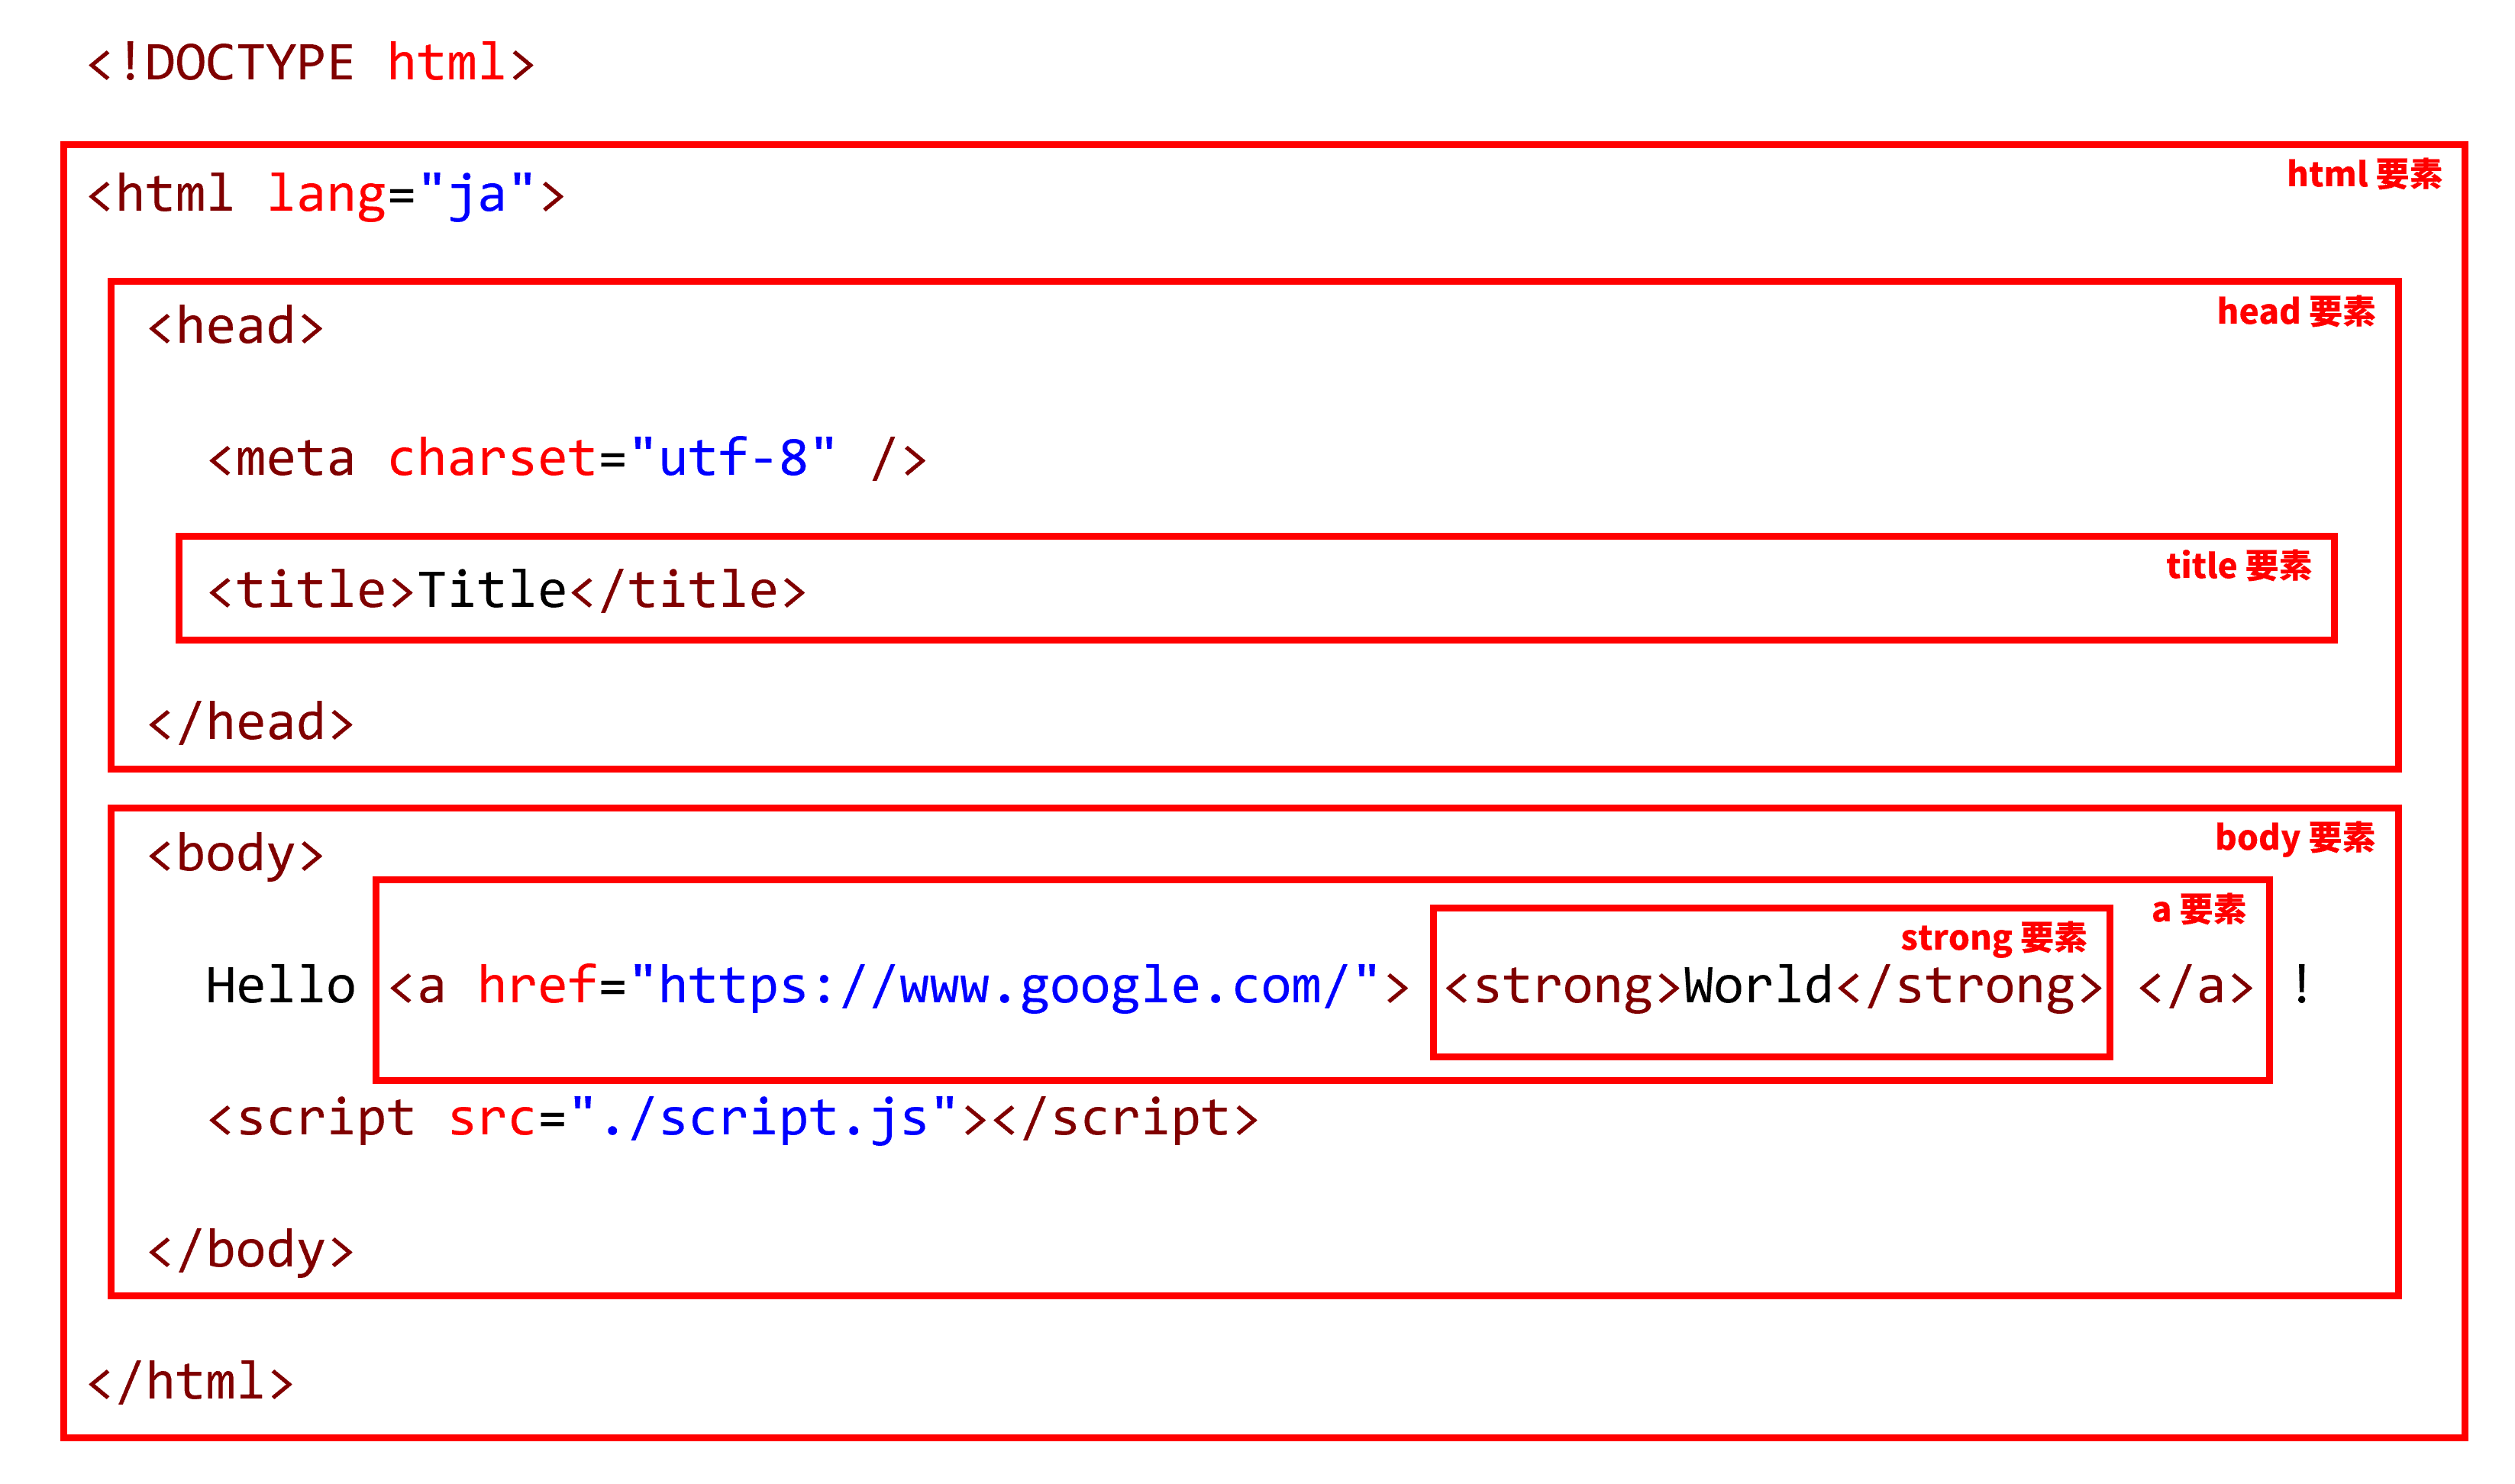 <!DOCTYPE html>
html 要素
<html lang="ja">
head 要素
<head>
<meta charset="utf-8" />
title 要素
<title>Title</title>
</head>
body 要素
<body>
a 要素
strong 要素
Hello <a href="https://www.google.com/"> <strong>World</strong> </a> !
<script src="./script.js"></script>
</body>
</html>